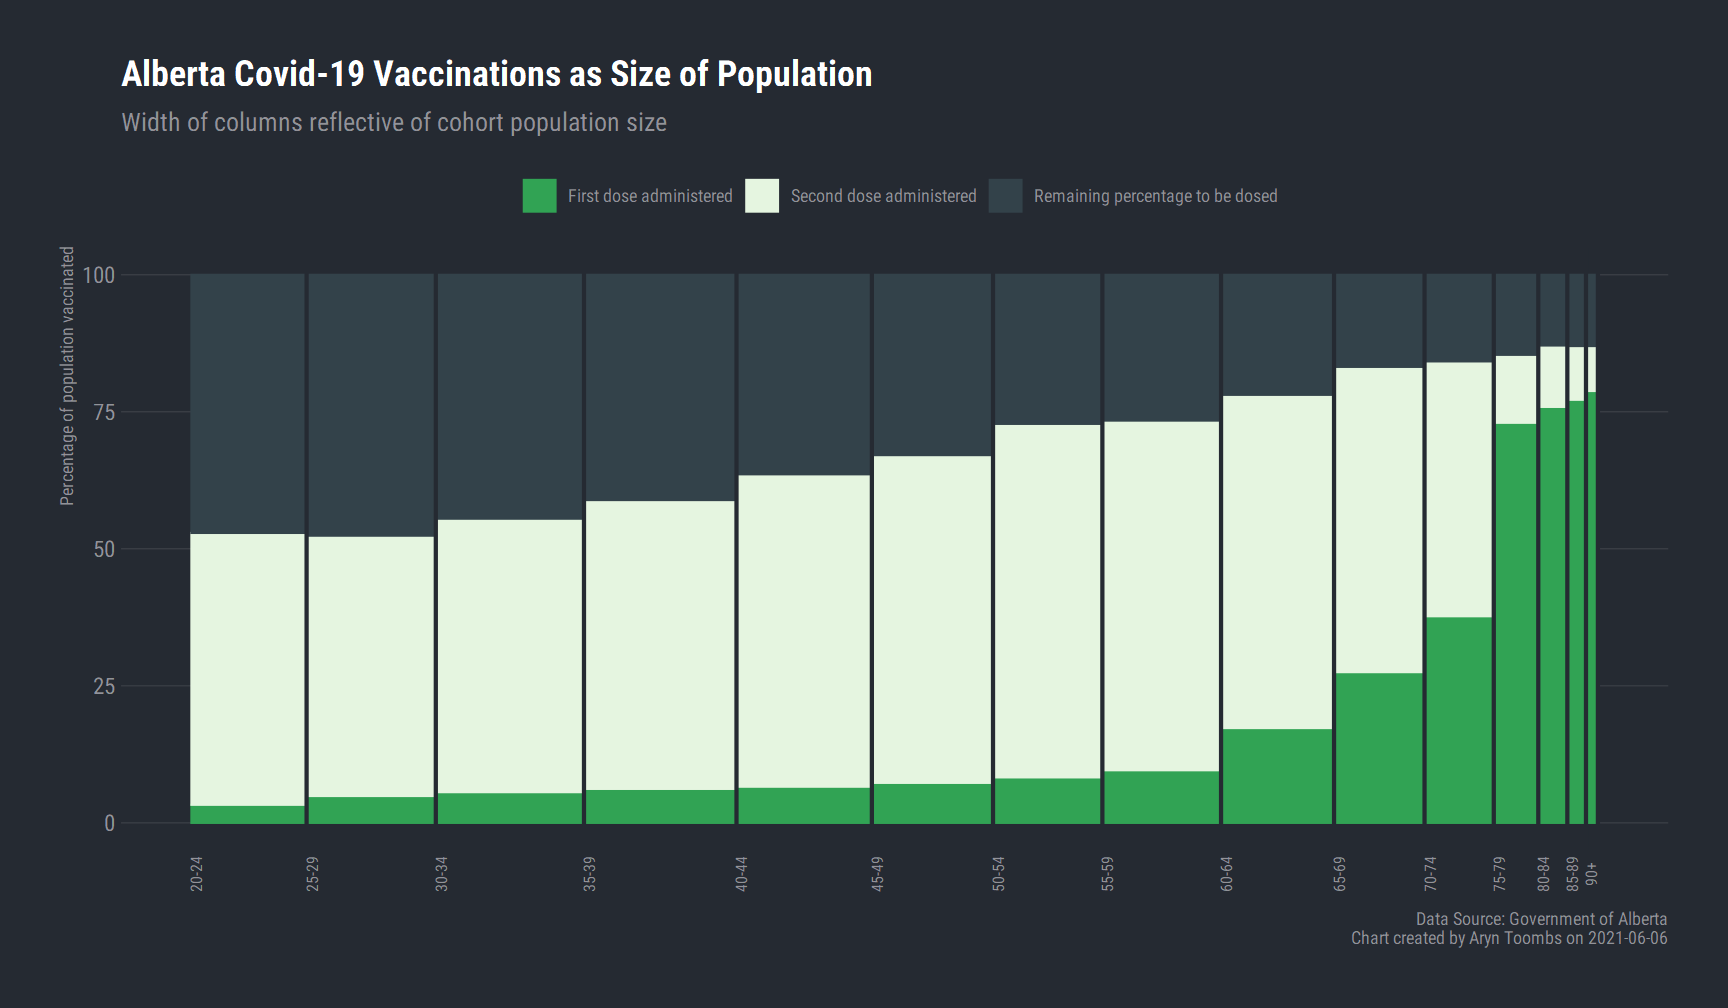 Alberta Covid-19 Vaccinations as Size of Population
Width of columns reflective of cohort population size
First dose administered
Second dose administered
Remaining percentage to be dosed
Percentage of population vaccinated
100
75
50
25
0
20-24
25-29
30-34
35-39
40-44
45-49
50-54
55-59
60-64
65-69
70-74
75-79
80-84
85-89
90+
Data Source: Government of Alberta
Chart created by Aryn Toombs on 2021-06-06